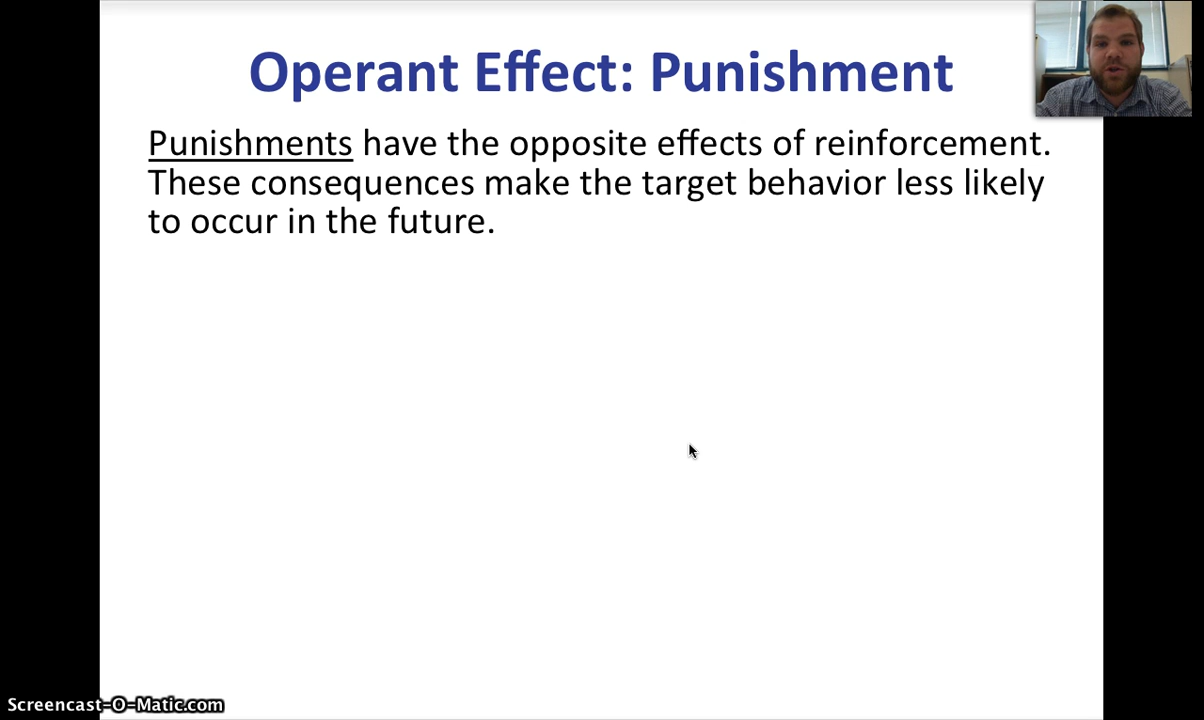 Operant Effect: Punishment
Punishments have the opposite effects of reinforcement.
These consequences make the target behavior less likely
to occur in the future.
Screencast-O-Matic.com